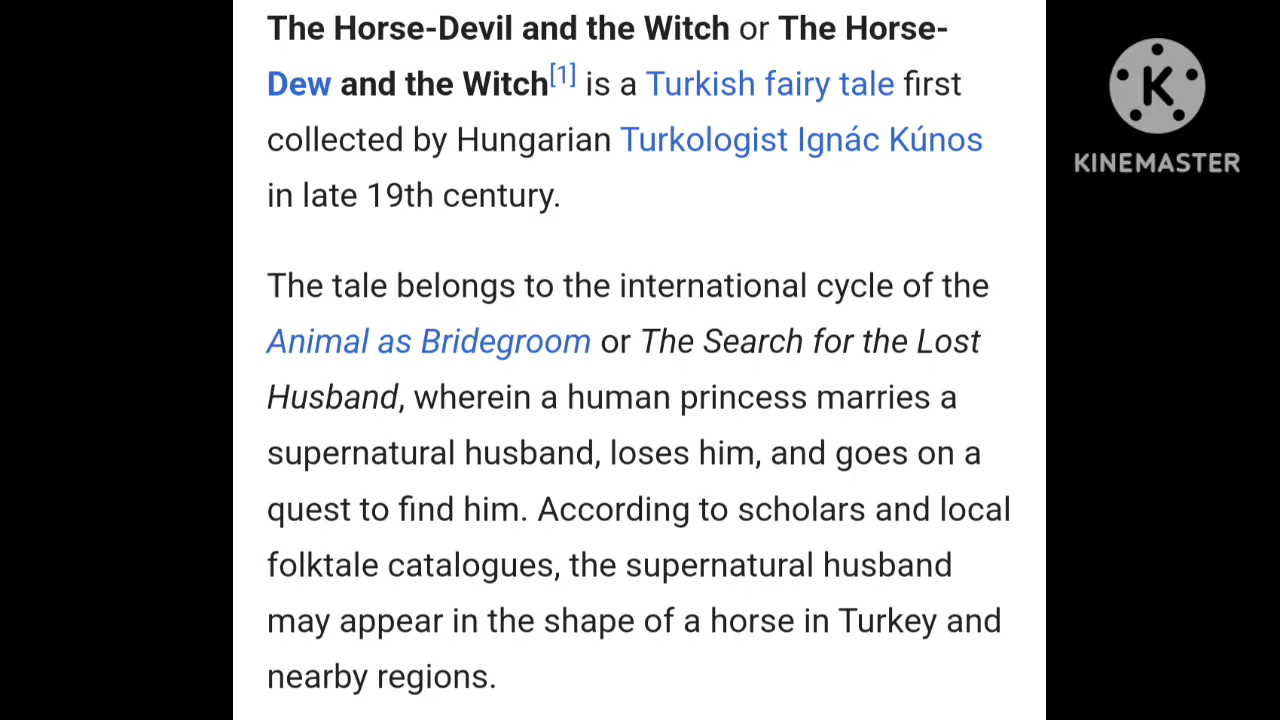 The Horse-Devil and the Witch or The Horse-
Dew and the Witch[1] is a Turkish fairy tale first
collected by Hungarian Turkologist Ignác Kúnos
in late 19th century.
The tale belongs to the international cycle of the
Animal as Bridegroom or The Search for the Lost
Husband, wherein a human princess marries a
supernatural husband, loses him, and goes on a
quest to find him. According to scholars and local
folktale catalogues, the supernatural husband
may appear in the shape of a horse in Turkey and
nearby regions.
K
KINEMASTER